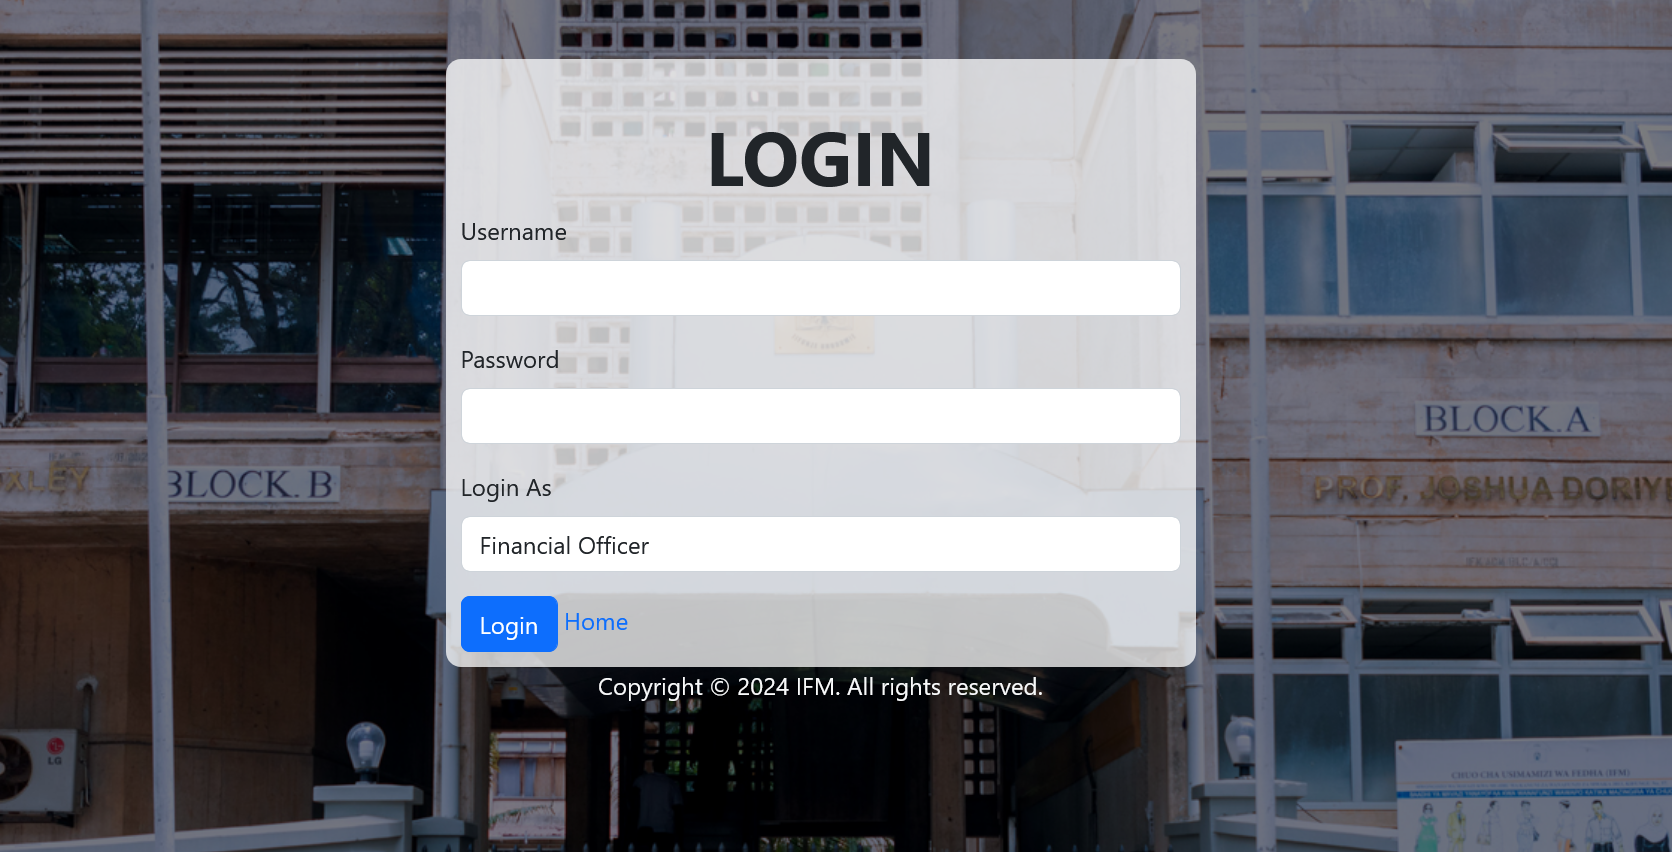 LOGIN
Username
Password
Login As
Financial Officer
Login Home
Copyright © 2024 IFM. All rights reserved.
BLOCK.A
BLOCK.B
PROF. JOSHUA DORIYE
LG
CHUO CHA USIMAMIZI WA FEDHA (IFM)